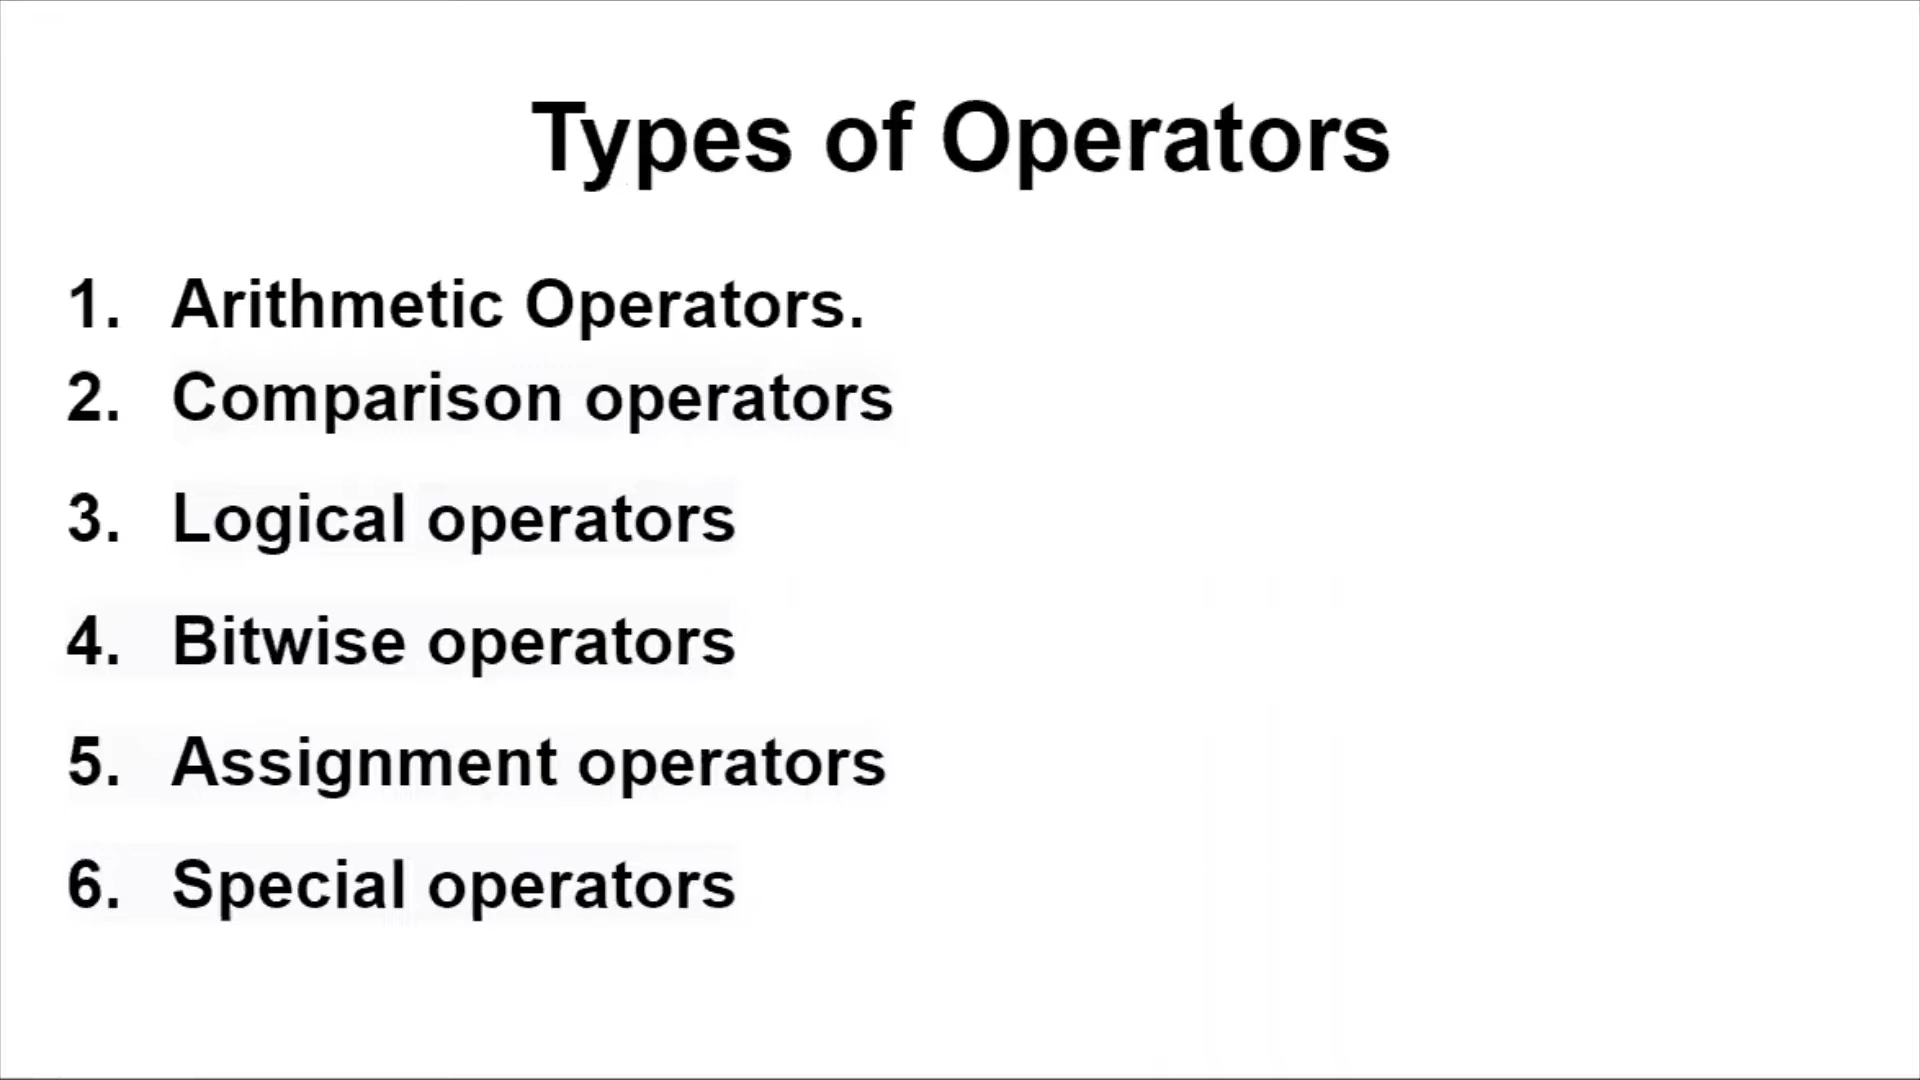 Types of Operators
1. Arithmetic Operators.
2. Comparison operators
3. Logical operators
4. Bitwise operators
5. Assignment operators
6. Special operators